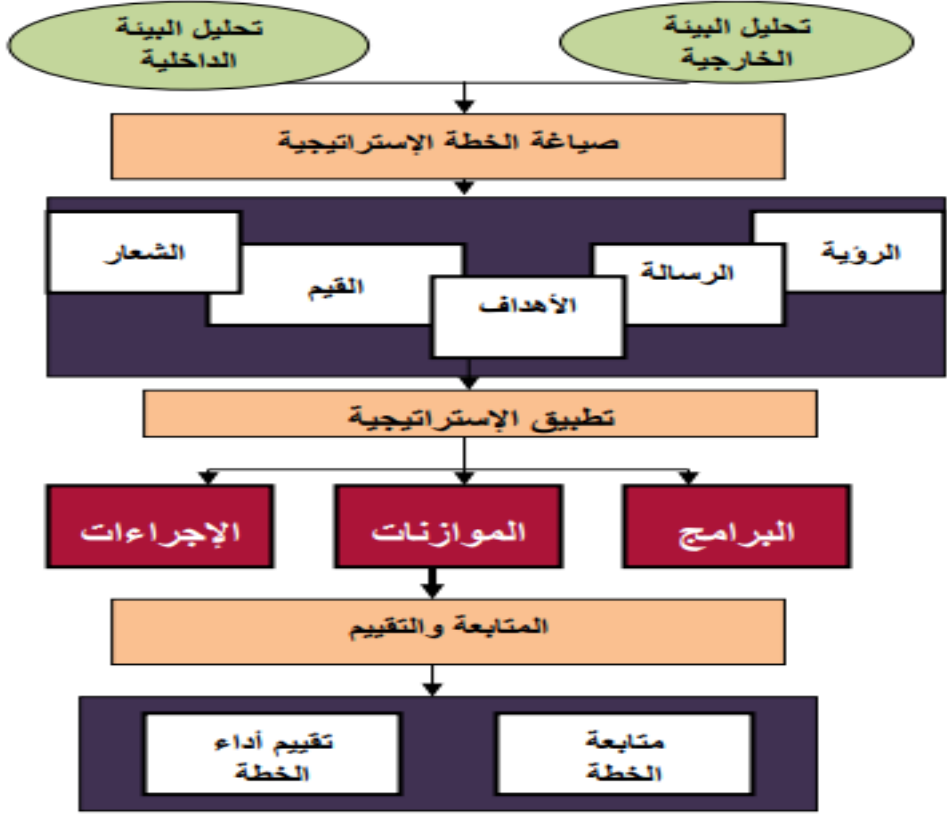 تحليل البيئة
الخارجية
تحليل البيئة
الداخلية
صياغة الخطة الإستراتيجية
الرؤية
الرسالة
الأهداف
القيم
الشعار
تطبيق الإستراتيجية
البرامج
الموازنات
الإجراءات
المتابعة والتقييم
متابعة
الخطة
تقييم أداء
الخطة